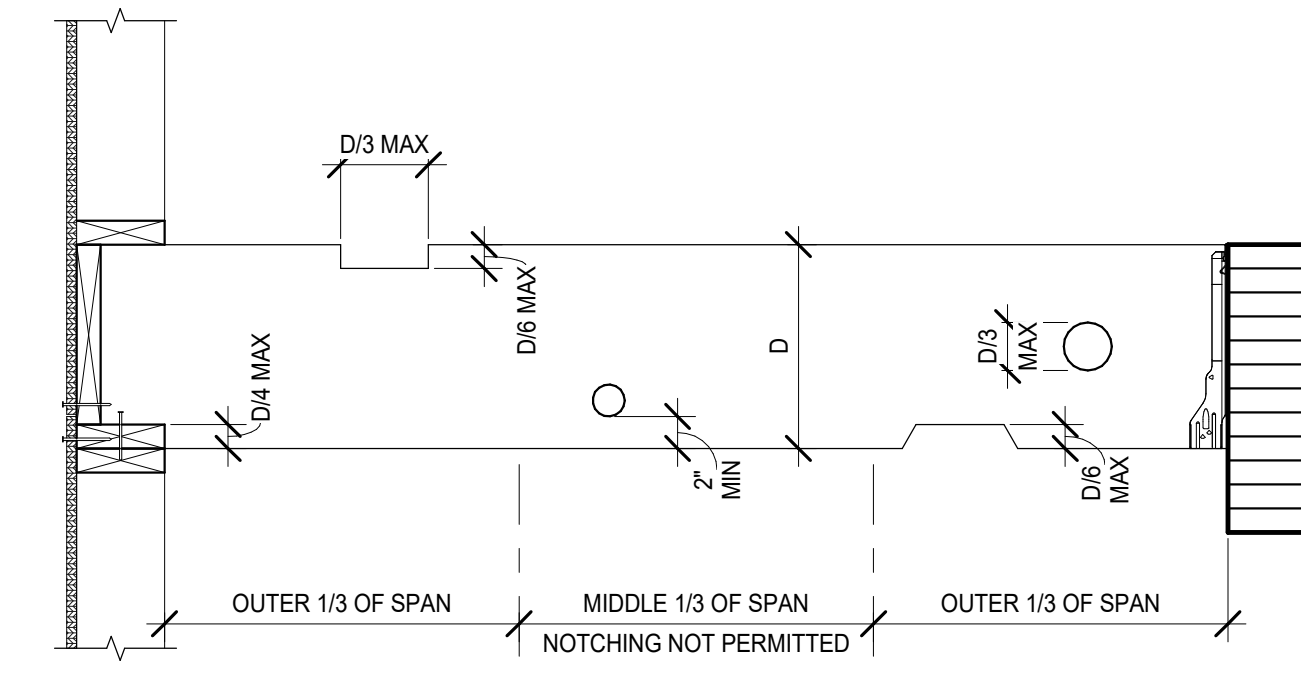 D/3 MAX
D/6 MAX
D/4 MAX
D
D/3
MAX
2"
MIN
D/6
MAX
OUTER 1/3 OF SPAN
MIDDLE 1/3 OF SPAN
OUTER 1/3 OF SPAN
NOTCHING NOT PERMITTED